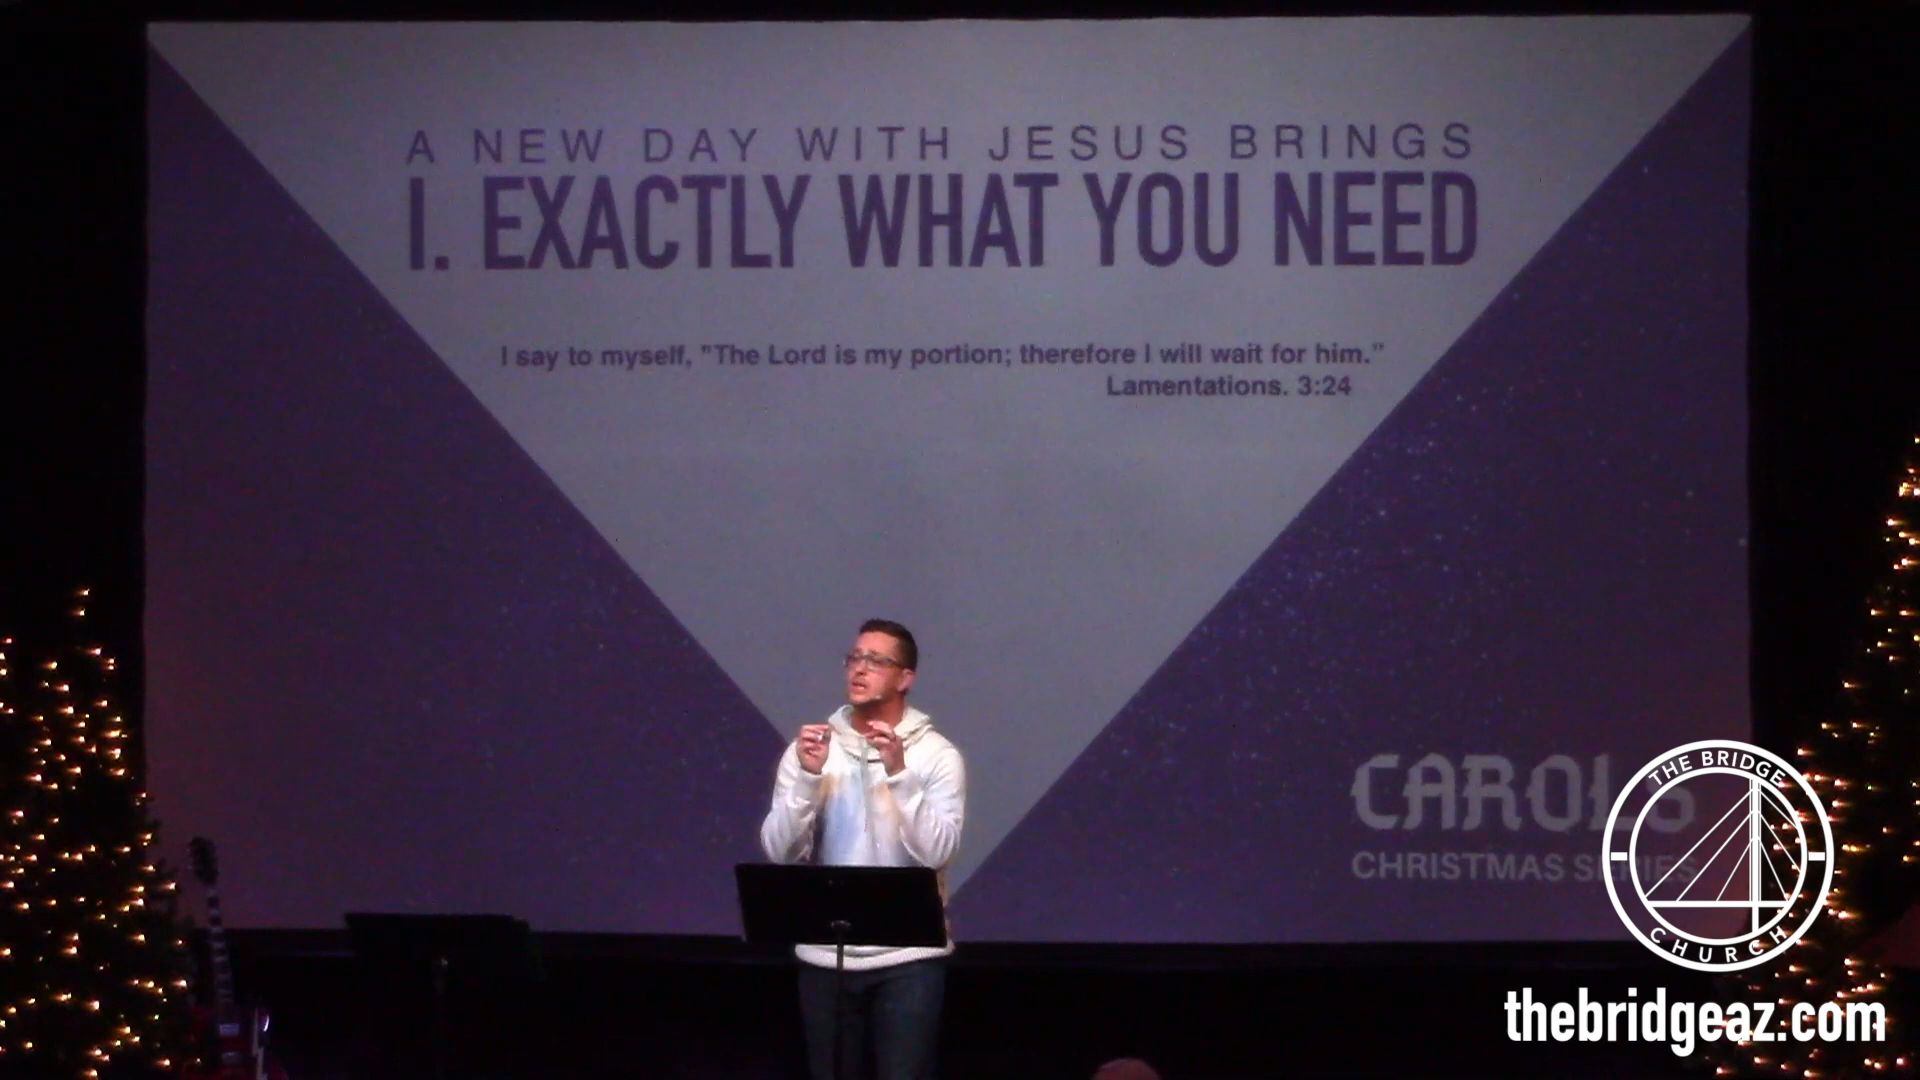 A NEW DAY WITH JESUS BRINGS
I. EXACTLY WHAT YOU NEED
I say to myself, "The Lord is my portion; therefore I will wait for him."
Lamentations. 3:24
CAROLS
CHRISTMAS SERIES
THE BRIDGE
CHURCH
thebridgeaz.com